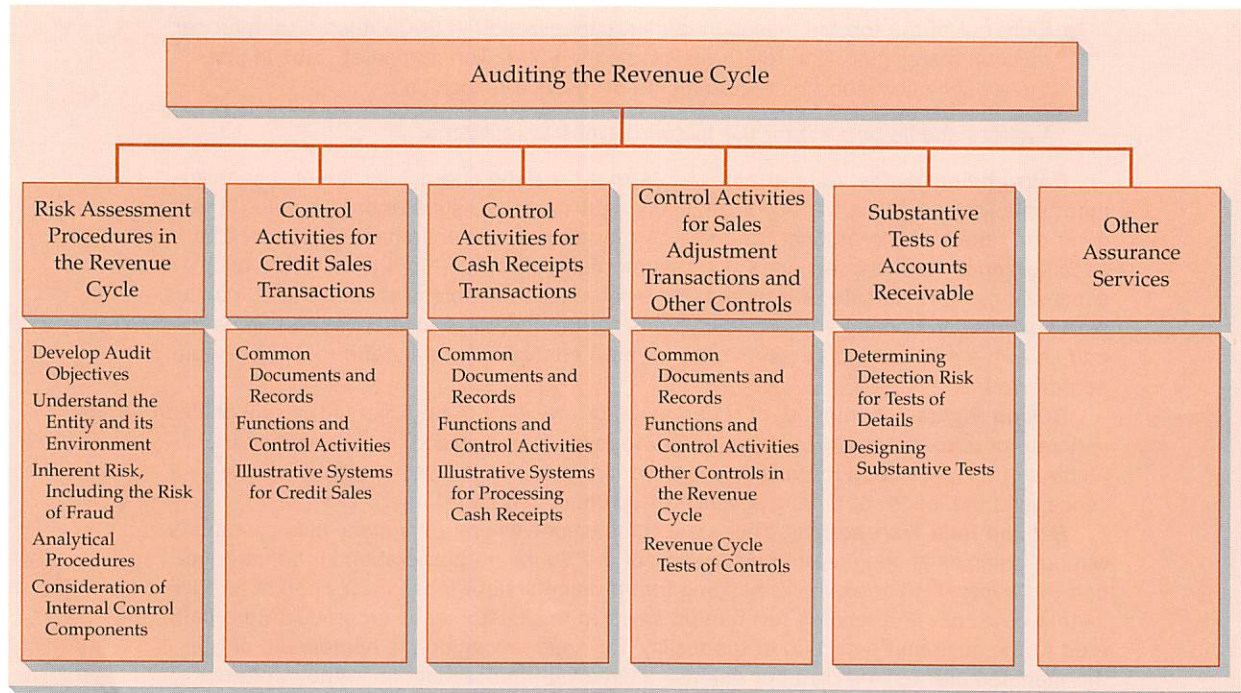 Auditing the Revenue Cycle
Risk Assessment
Procedures in
the Revenue
Cycle
Control
Activities for
Credit Sales
Transactions
Control
Activities for
Cash Receipts
Transactions
Control Activities
for Sales
Adjustment
Transactions and
Other Controls
Substantive
Tests of
Accounts
Receivable
Other
Assurance
Services
Develop Audit
Objectives
Understand the
Entity and its
Environment
Inherent Risk,
Including the Risk
of Fraud
Analytical
Procedures
Consideration of
Internal Control
Components
Common
Documents and
Records
Functions and
Control Activities
Illustrative Systems
for Credit Sales
Common
Documents and
Records
Functions and
Control Activities
Illustrative Systems
for Processing
Cash Receipts
Common
Documents and
Records
Functions and
Control Activities
Other Controls in
the Revenue
Cycle
Revenue Cycle
Tests of Controls
Determining
Detection Risk
for Tests of
Details
Designing
Substantive Tests